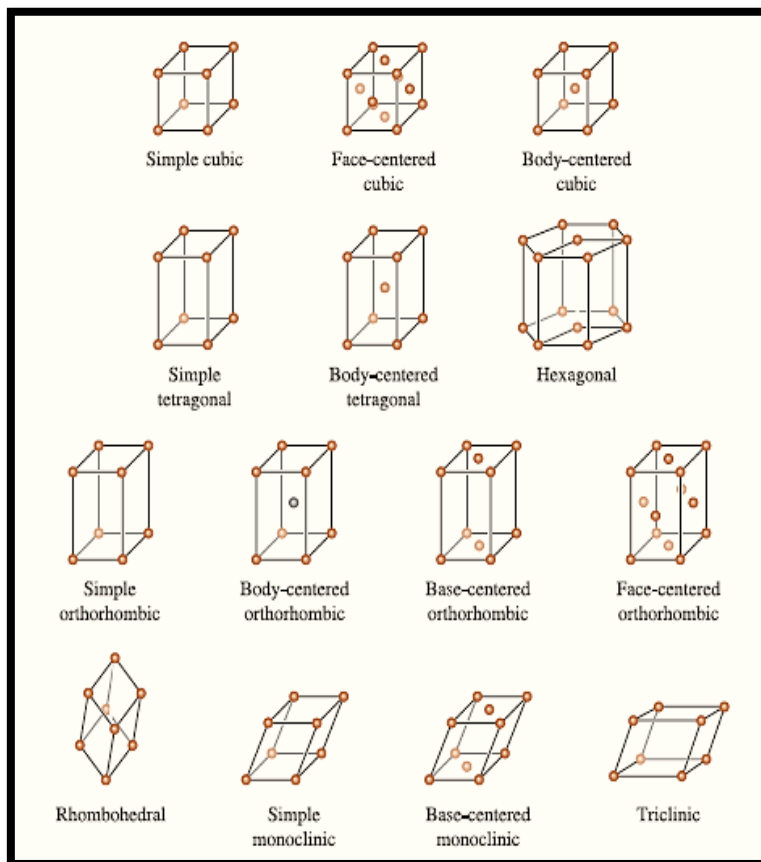 Simple cubic
Face-centered
cubic
Body-centered
cubic
Simple
tetragonal
Body-centered
tetragonal
Hexagonal
Simple
orthorhombic
Body-centered
orthorhombic
Base-centered
orthorhombic
Face-centered
orthorhombic
Rhombohedral
Simple
monoclinic
Base-centered
monoclinic
Triclinic